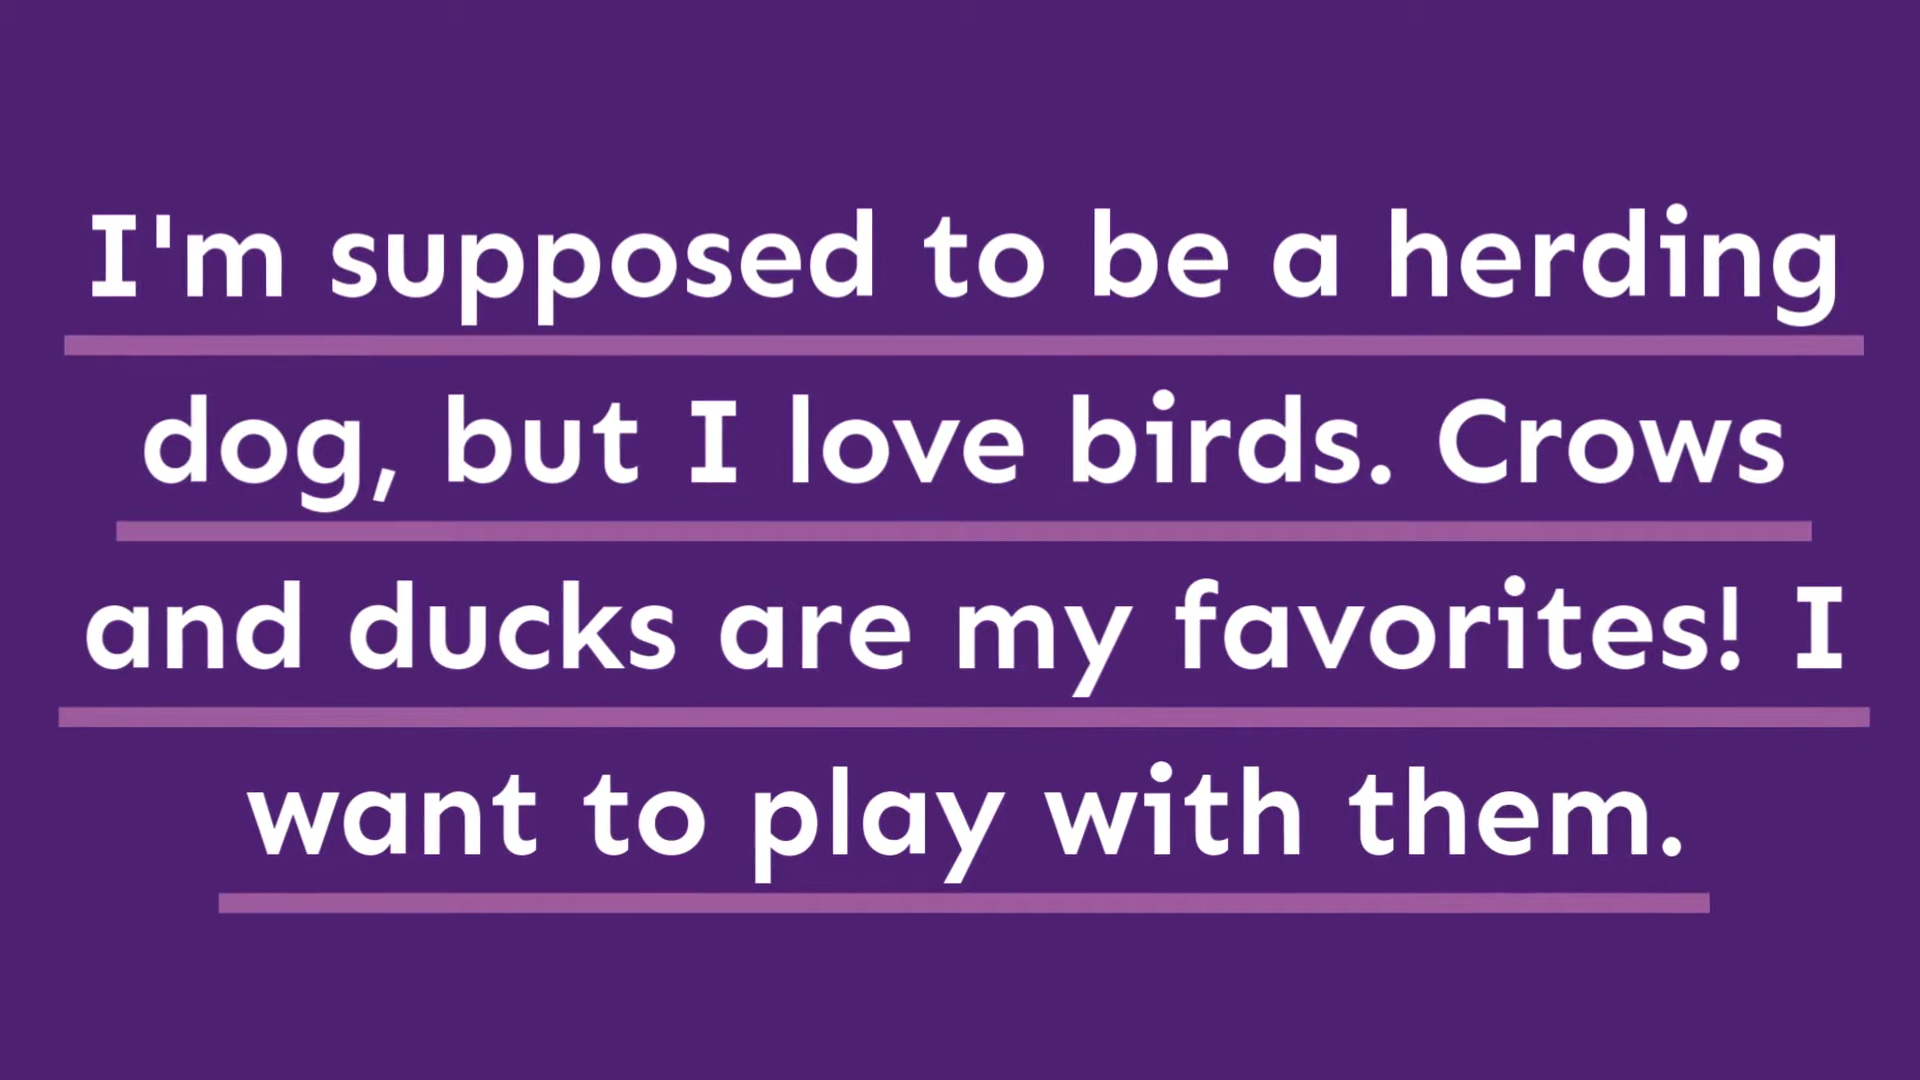 I'm supposed to be a herding
dog, but I love birds. Crows
and ducks are my favorites! I
want to play with them.